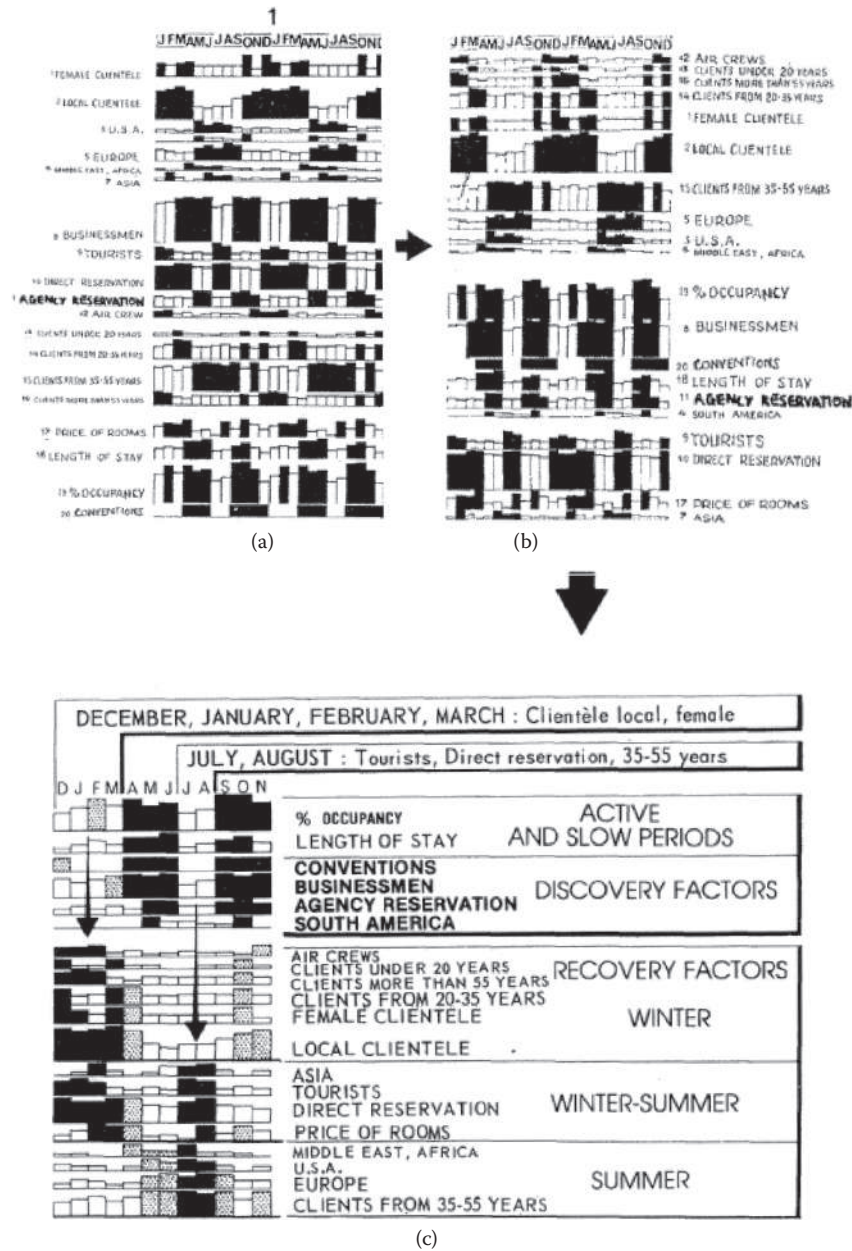 1
J F M A M J J A S O N D J F M A M J J A S O N D
1 FEMALE CLIENTELE
2 LOCAL CLIENTELE
3 U.S.A.
5 EUROPE
MIDDLE EAST, AFRICA
7 ASIA
8 BUSINESSMEN
9 TOURISTS
10 DIRECT RESERVATION
AGENCY RESERVATION
12 AIR CREW
CLIENTS UNDER 20 YEARS
14 CLIENTS FROM 20-35 YEARS
15 CLIENTS FROM 35-55 YEARS
16 CLIENTS MORE THAN 55 YEARS
17 PRICE OF ROOMS
18 LENGTH OF STAY
19 % OCCUPANCY
20 CONVENTIONS
(a)
J F M A M J J A S O N D J F M A M J J A S O N D
12 AIR CREWS
13 CLIENTS UNDER 20 YEARS
16 CLIENTS MORE THAN 55 YEARS
14 CLIENTS FROM 20-35 YEARS
1 FEMALE CLIENTELE
2 LOCAL CLIENTELE
15 CLIENTS FROM 35-55 YEARS
5 EUROPE
3 U.S.A.
MIDDLE EAST, AFRICA
19 % OCCUPANCY
8 BUSINESSMEN
20 CONVENTIONS
18 LENGTH OF STAY
11 AGENCY RESERVATION
4 SOUTH AMERICA
9 TOURISTS
10 DIRECT RESERVATION
17 PRICE OF ROOMS
7 ASIA
(b)
DECEMBER, JANUARY, FEBRUARY, MARCH : Clientèle local, female
JULY, AUGUST : Tourists, Direct reservation, 35-55 years
D J F M A M J J A S O N
% OCCUPANCY
LENGTH OF STAY
ACTIVE
AND SLOW PERIODS
CONVENTIONS
BUSINESSMEN
AGENCY RESERVATION
SOUTH AMERICA
DISCOVERY FACTORS
AIR CREWS
CLIENTS UNDER 20 YEARS
CLIENTS MORE THAN 55 YEARS
CLIENTS FROM 20-35 YEARS
FEMALE CLIENTELE
LOCAL CLIENTELE
RECOVERY FACTORS
WINTER
ASIA
TOURISTS
DIRECT RESERVATION
PRICE OF ROOMS
WINTER-SUMMER
MIDDLE EAST, AFRICA
U.S.A.
EUROPE
CLIENTS FROM 35-55 YEARS
SUMMER
(c)